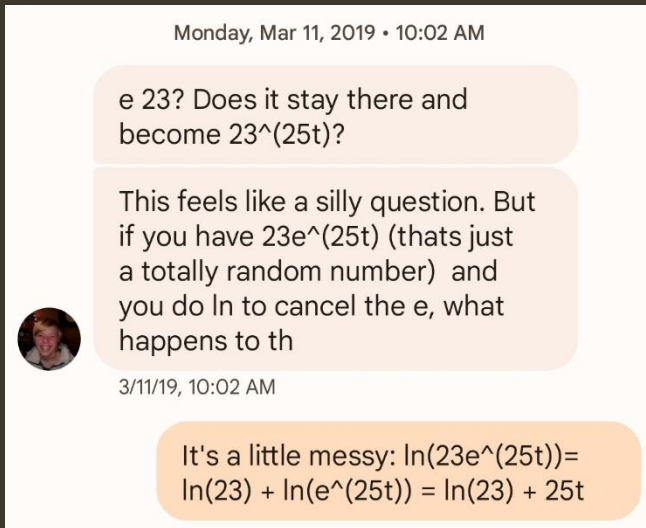 Monday, Mar 11, 2019 • 10:02 AM
e 23? Does it stay there and
become 23^(25t)?
This feels like a silly question. But
if you have 23e^(25t) (thats just
a totally random number)  and
you do ln to cancel the e, what
happens to th
3/11/19, 10:02 AM
It's a little messy: ln(23e^(25t))=
ln(23) + ln(e^(25t)) = ln(23) + 25t